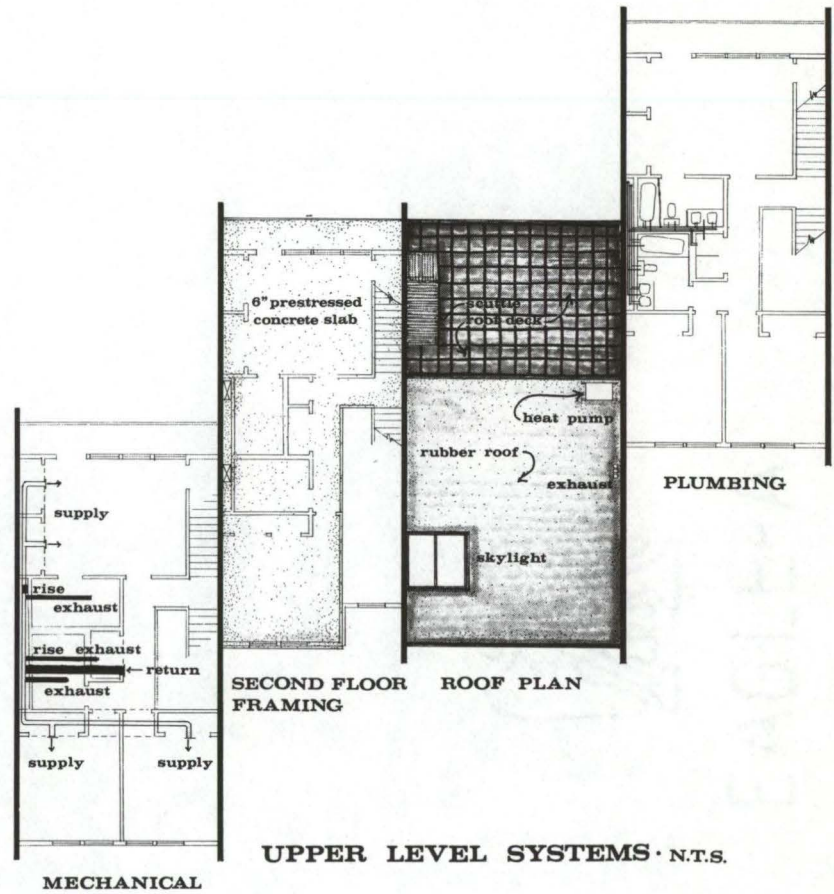 6" prestressed
concrete slab
scuttle
roof deck
heat pump
rubber roof
exhaust
skylight
PLUMBING
supply
rise
exhaust
rise exhaust
return
exhaust
supply
supply
SECOND FLOOR
FRAMING
ROOF PLAN
UPPER LEVEL SYSTEMS · N.T.S.
MECHANICAL